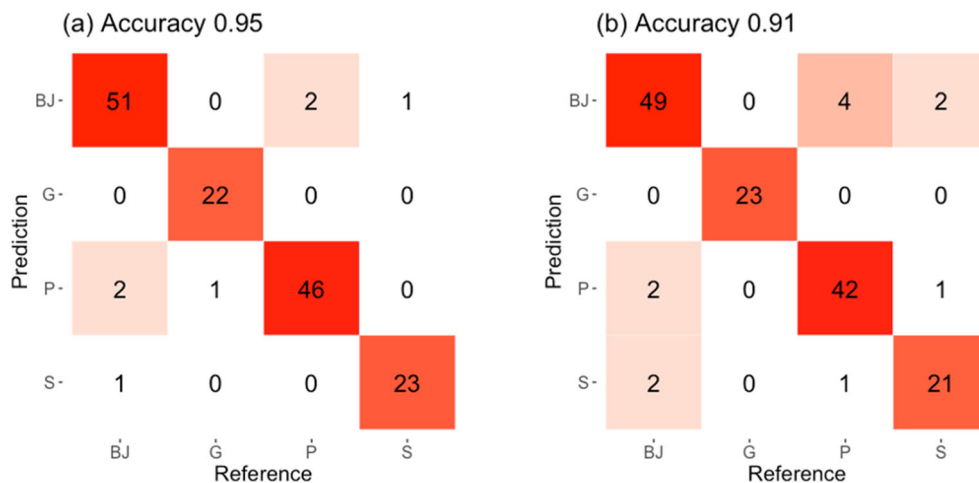 (a) Accuracy 0.95
BJ
51 0 2 1
G
0 22 0 0
P
2 1 46 0
S
1 0 0 23
BJ G P S
Prediction
Reference
(b) Accuracy 0.91
BJ
49 0 4 2
G
0 23 0 0
P
2 0 42 1
S
2 0 1 21
BJ G P S
Prediction
Reference